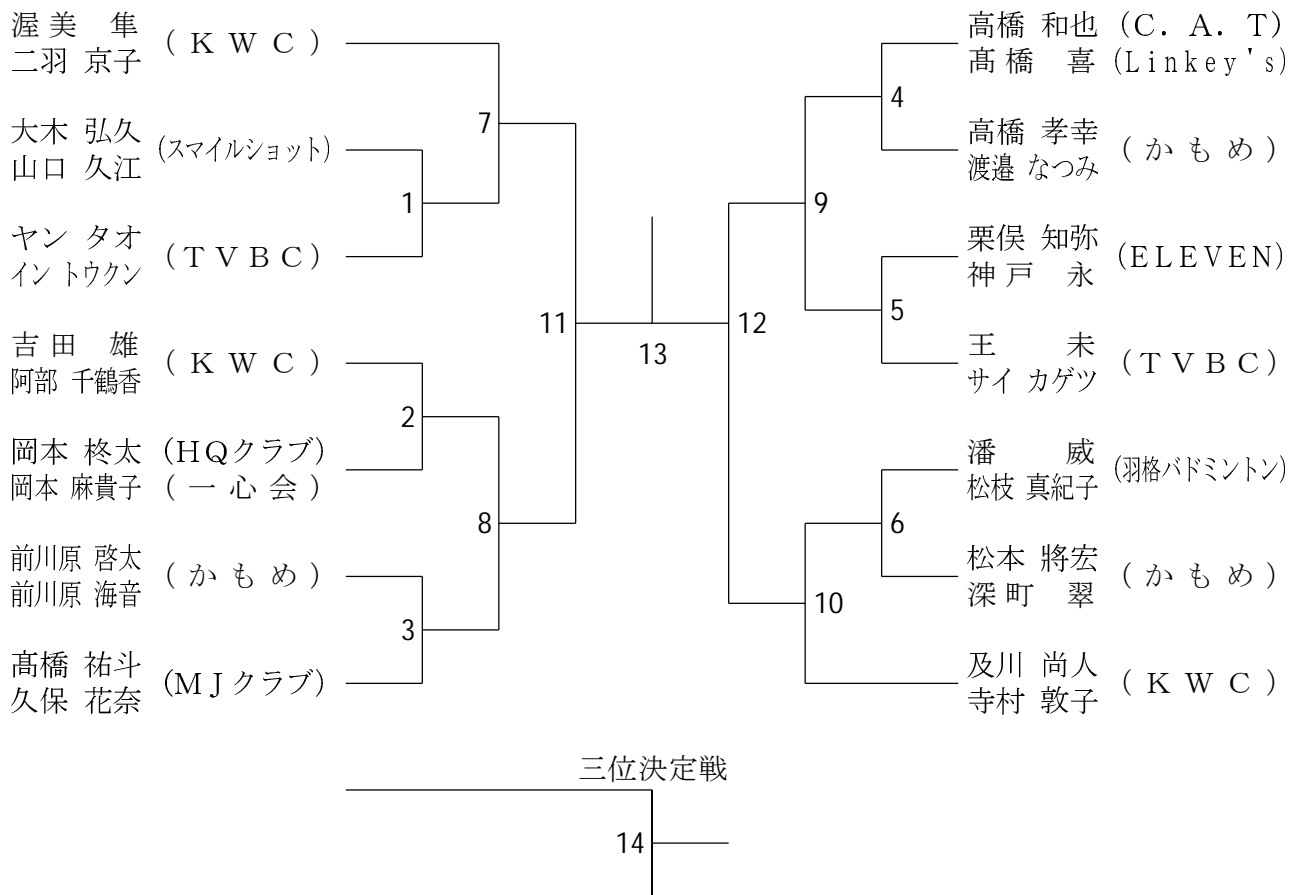 渥美 隼 (KWC)
二羽 京子
7
大木 弘久 (スマイルショット)
山口 久江
1
ヤン タオ (TVBC)
イン トウクン
11
吉田 雄 (KWC)
阿部 千鶴香
2
岡本 柊太 (HQクラブ)
岡本 麻貴子 (一心会)
8
前川原 啓太 (かもめ)
前川原 海音
3
髙橋 祐斗 (MJクラブ)
久保 花奈
13
高橋 和也 (C. A. T)
髙橋 喜 (Linkey's)
4
高橋 孝幸 (かもめ)
渡邉 なつみ
9
栗俣 知弥 (ELEVEN)
神戸 永
5
12
王 未 (TVBC)
サイ カゲツ
潘 威 (羽格バドミントン)
松枝 真紀子
6
松本 將宏 (かもめ)
深町 翠
10
及川 尚人 (KWC)
寺村 敦子
三位決定戦
14